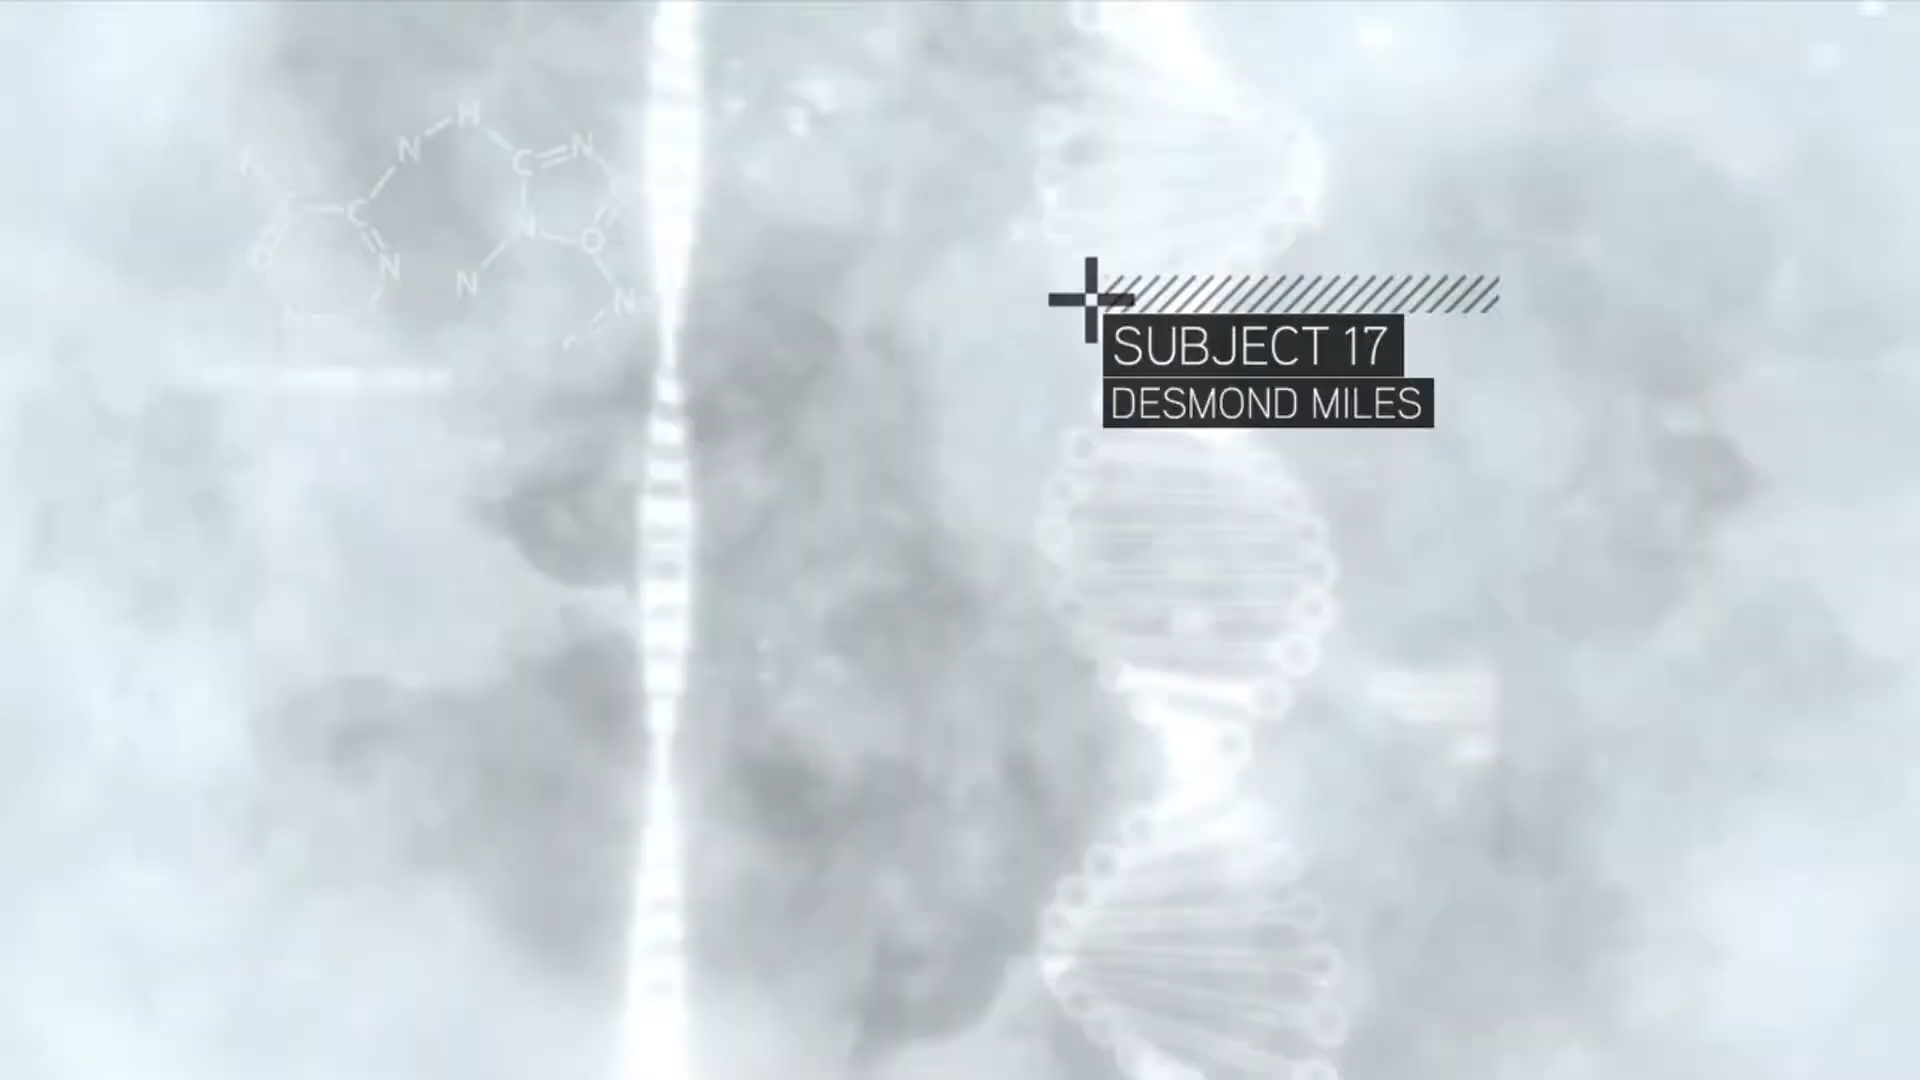 SUBJECT 17
DESMOND MILES
N H
C N
N
C
N O
N
N
N